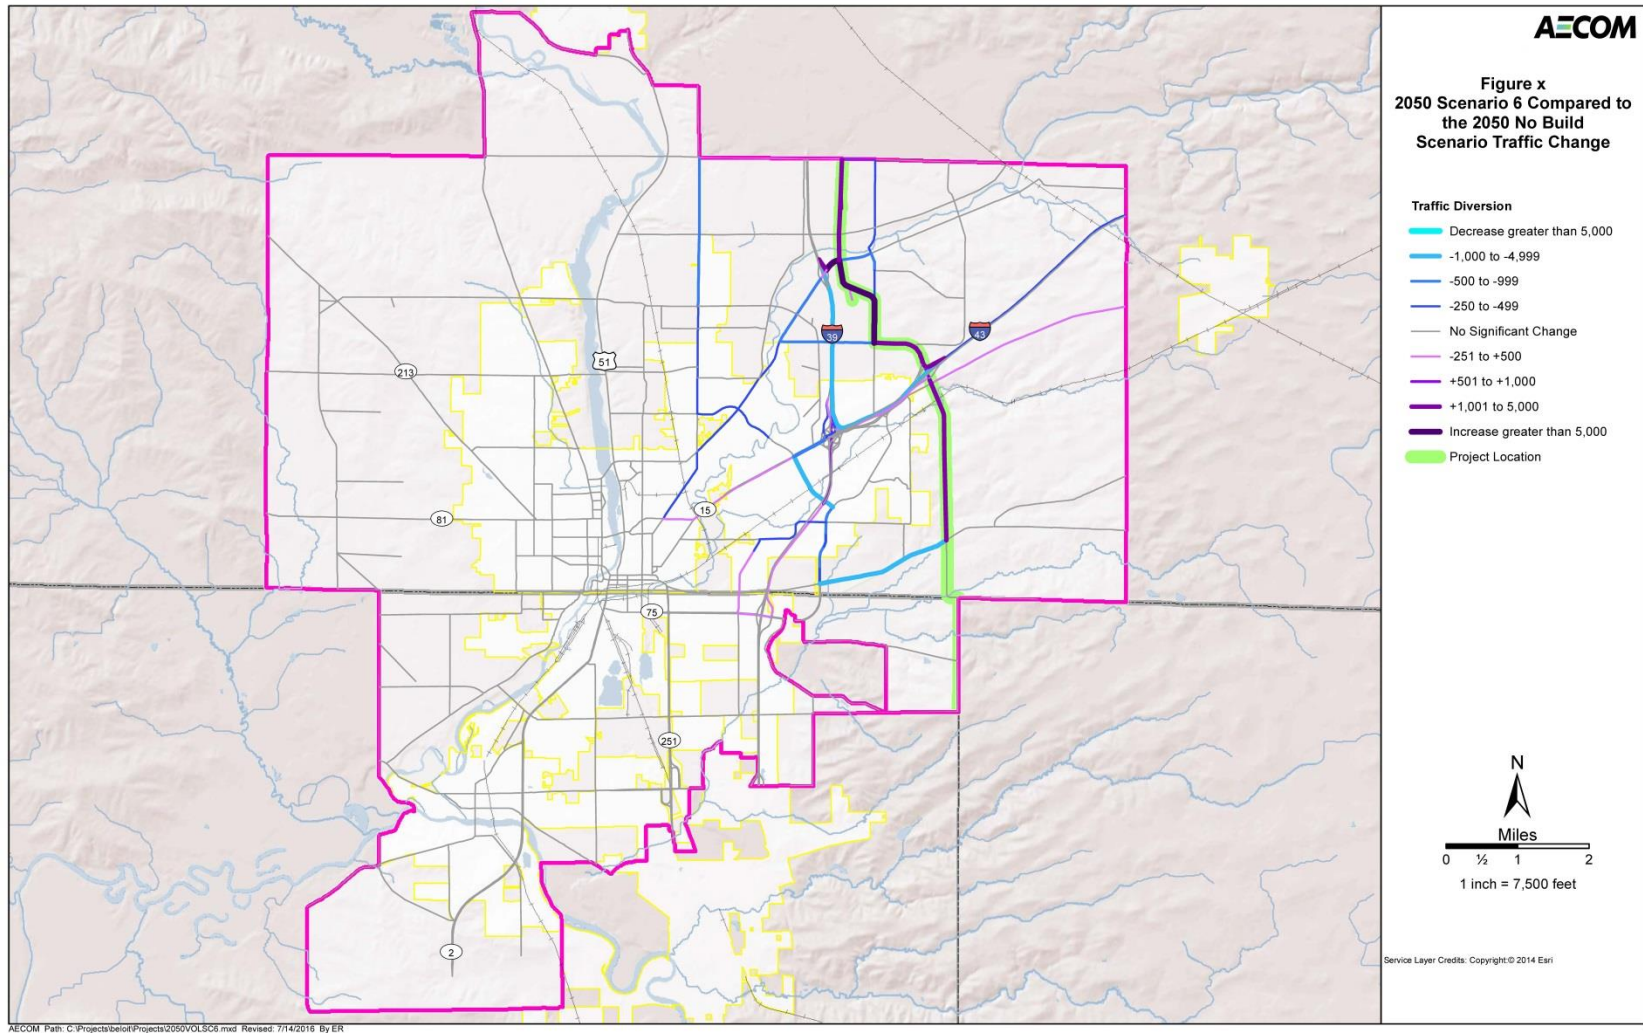 AECOM
Figure x
2050 Scenario 6 Compared to
the 2050 No Build
Scenario Traffic Change
Traffic Diversion
Decrease greater than 5,000
-1,000 to -4,999
-500 to -999
-250 to -499
No Significant Change
-251 to +500
+501 to +1,000
+1,001 to 5,000
Increase greater than 5,000
Project Location
39
43
51
213
15
81
75
251
2
N
Miles
0 ½ 1 2
1 inch = 7,500 feet
Service Layer Credits: Copyright:© 2014 Esri
AECOM Path: C:\Projects\beloit\Projects\2050VOLSC6.mxd Revised: 7/14/2016 By ER